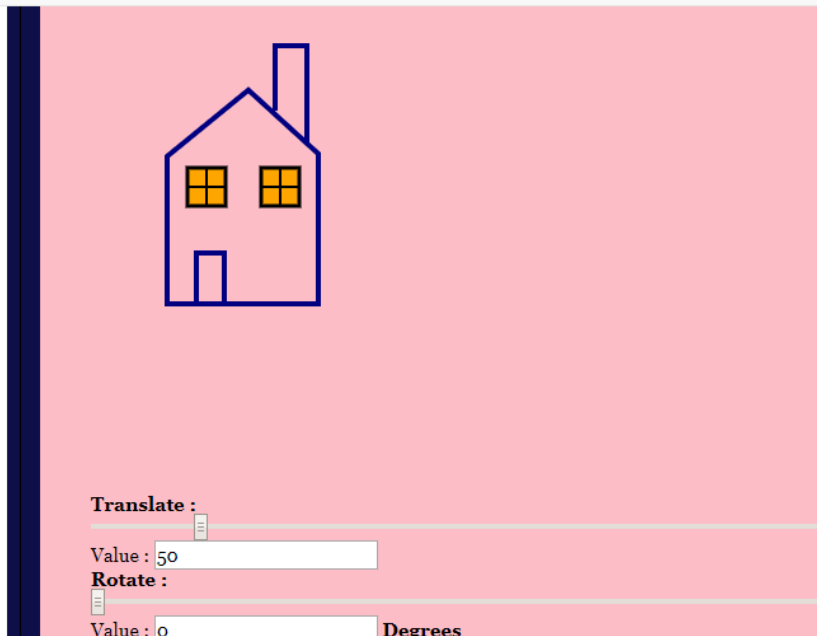 Translate :
Value : 50
Rotate :
Value : 0 Degrees